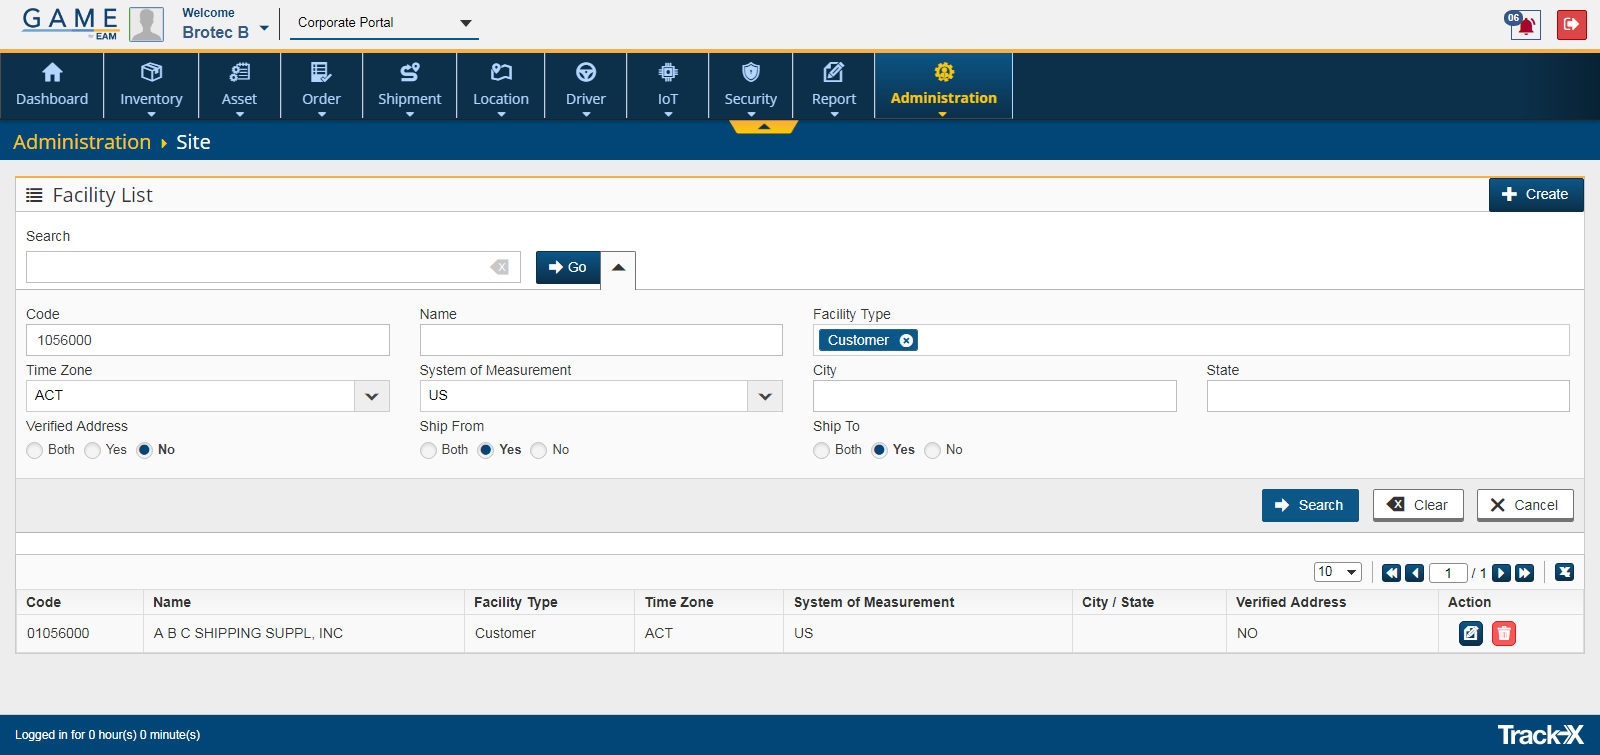 GAME
BY EAM
Welcome
Brotec B
Corporate Portal
06
Dashboard
Inventory
Asset
Order
Shipment
Location
Driver
IoT
Security
Report
Administration
Administration Site
Facility List
Create
Search
Go
Code
Name
Facility Type
1056000
Customer
Time Zone
System of Measurement
City
State
ACT
US
Verified Address
Ship From
Ship To
Both Yes No
Both Yes No
Both Yes No
Search
Clear
Cancel
10
1 / 1
Code Name Facility Type Time Zone System of Measurement City / State Verified Address Action
01056000 A B C SHIPPING SUPPL, INC Customer ACT US NO
Logged in for 0 hour(s) 0 minute(s)
Track-X